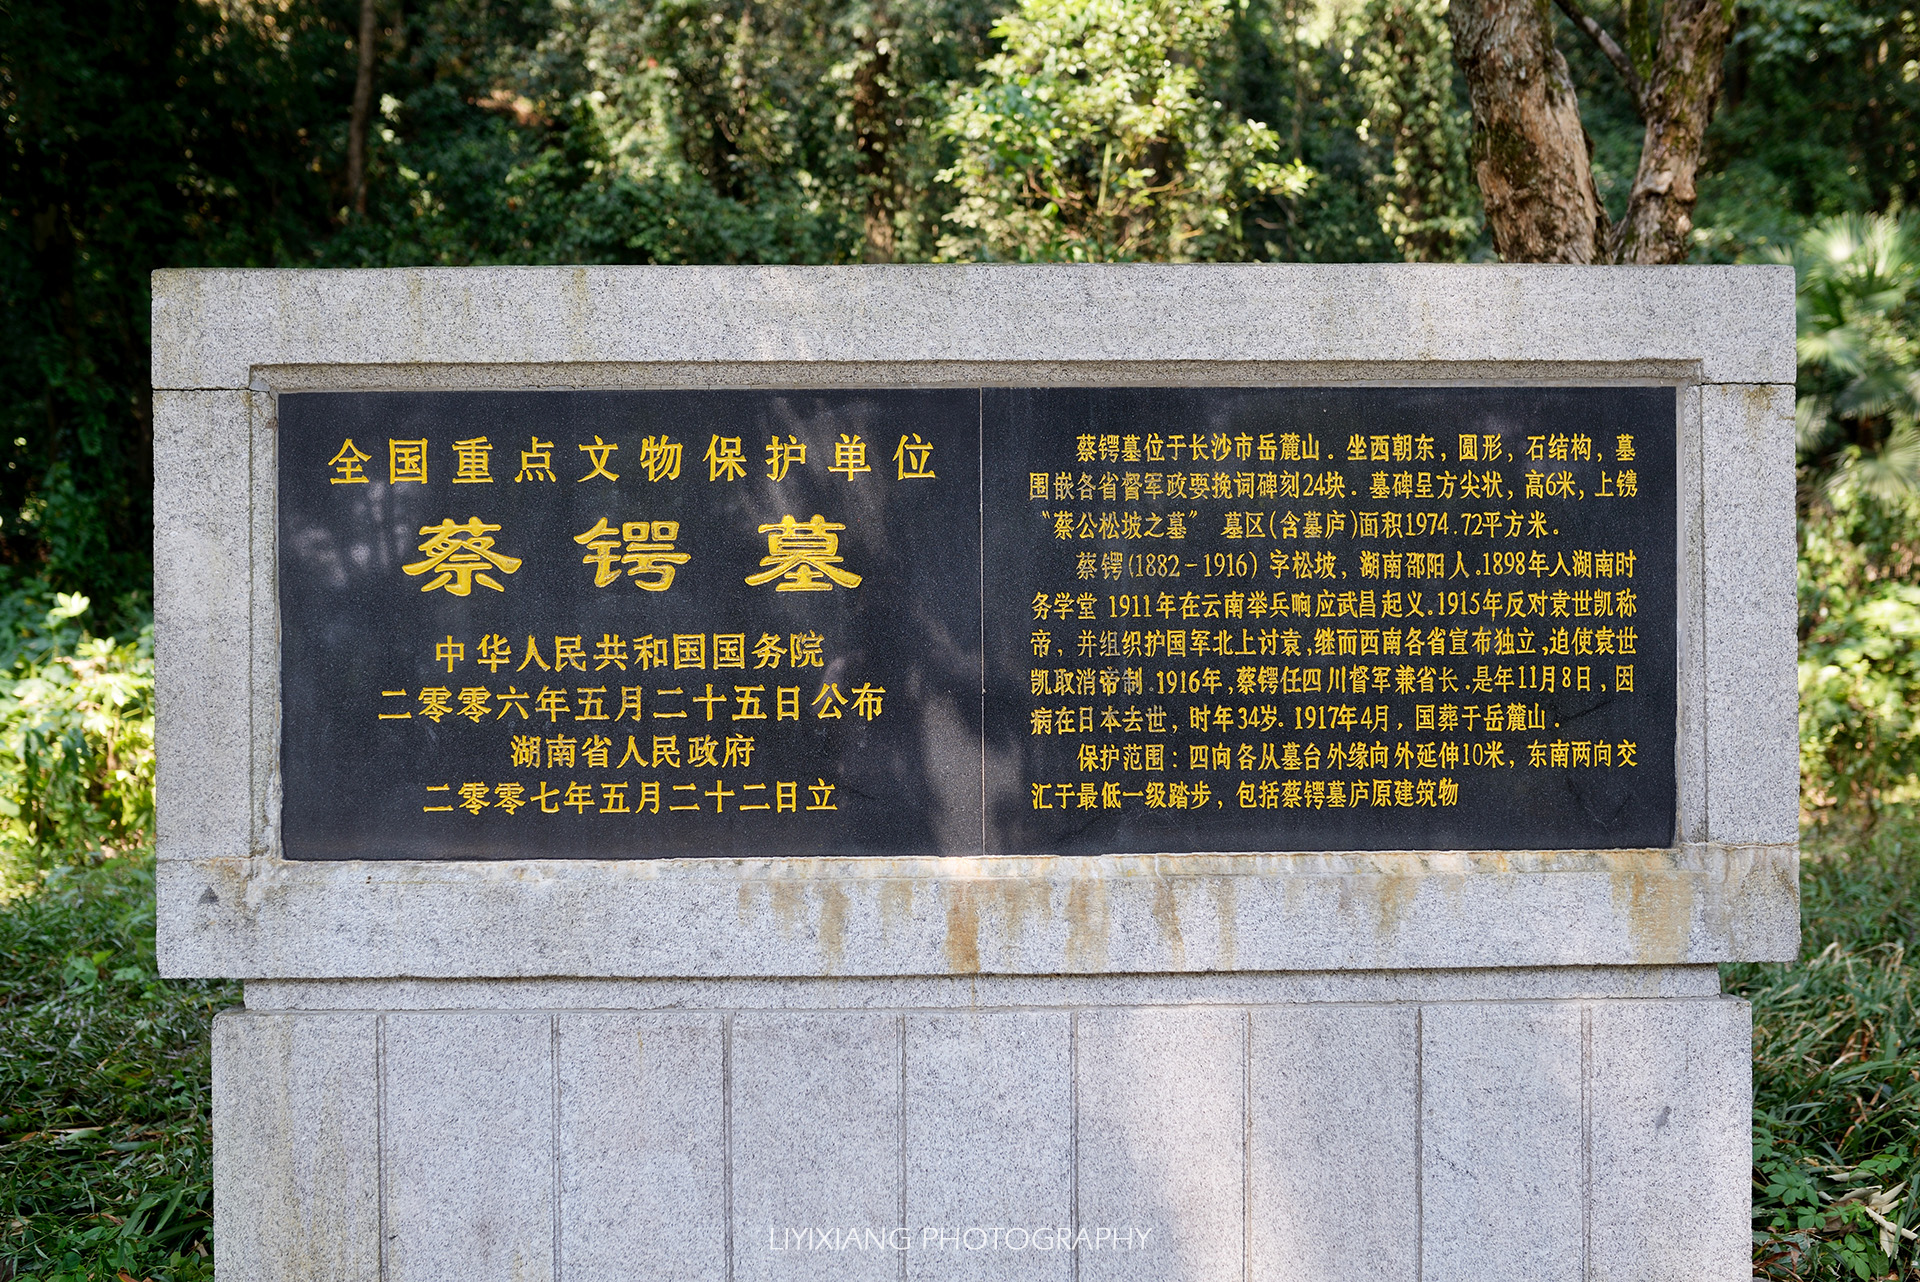 全国重点文物保护单位
蔡锷墓
中华人民共和国国务院
二零零六年五月二十五日公布
湖南省人民政府
二零零七年五月二十二日立
蔡锷墓位于长沙市岳麓山．坐西朝东，圆形，石结构，墓
围嵌各省督军政要挽词碑刻24块．墓碑呈方尖状，高6米，上镌
“蔡公松坡之墓” 墓区(含墓庐)面积1974.72平方米．
蔡锷(1882-1916) 字松坡，湖南邵阳人.1898年入湖南时
务学堂 1911年在云南举兵响应武昌起义.1915年反对袁世凯称
帝，并组织护国军北上讨袁,继而西南各省宣布独立,迫使袁世
凯取消帝制.1916年,蔡锷任四川督军兼省长.是年11月8日,因
病在日本去世，时年34岁．1917年4月，国葬于岳麓山．
保护范围：四向各从墓台外缘向外延伸10米，东南两向交
汇于最低一级踏步，包括蔡锷墓庐原建筑物
LIYIXIANG PHOTOGRAPHY